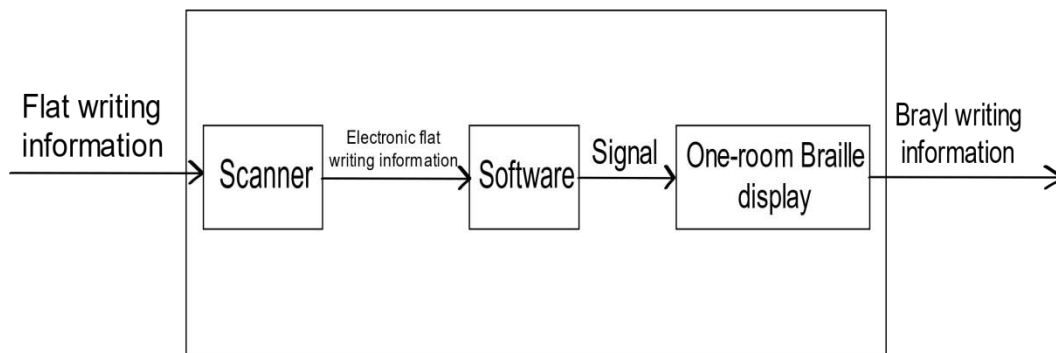 Flat writing
information
Scanner
Electronic flat
writing information
Software
Signal
One-room Braille
display
Brayl writing
information